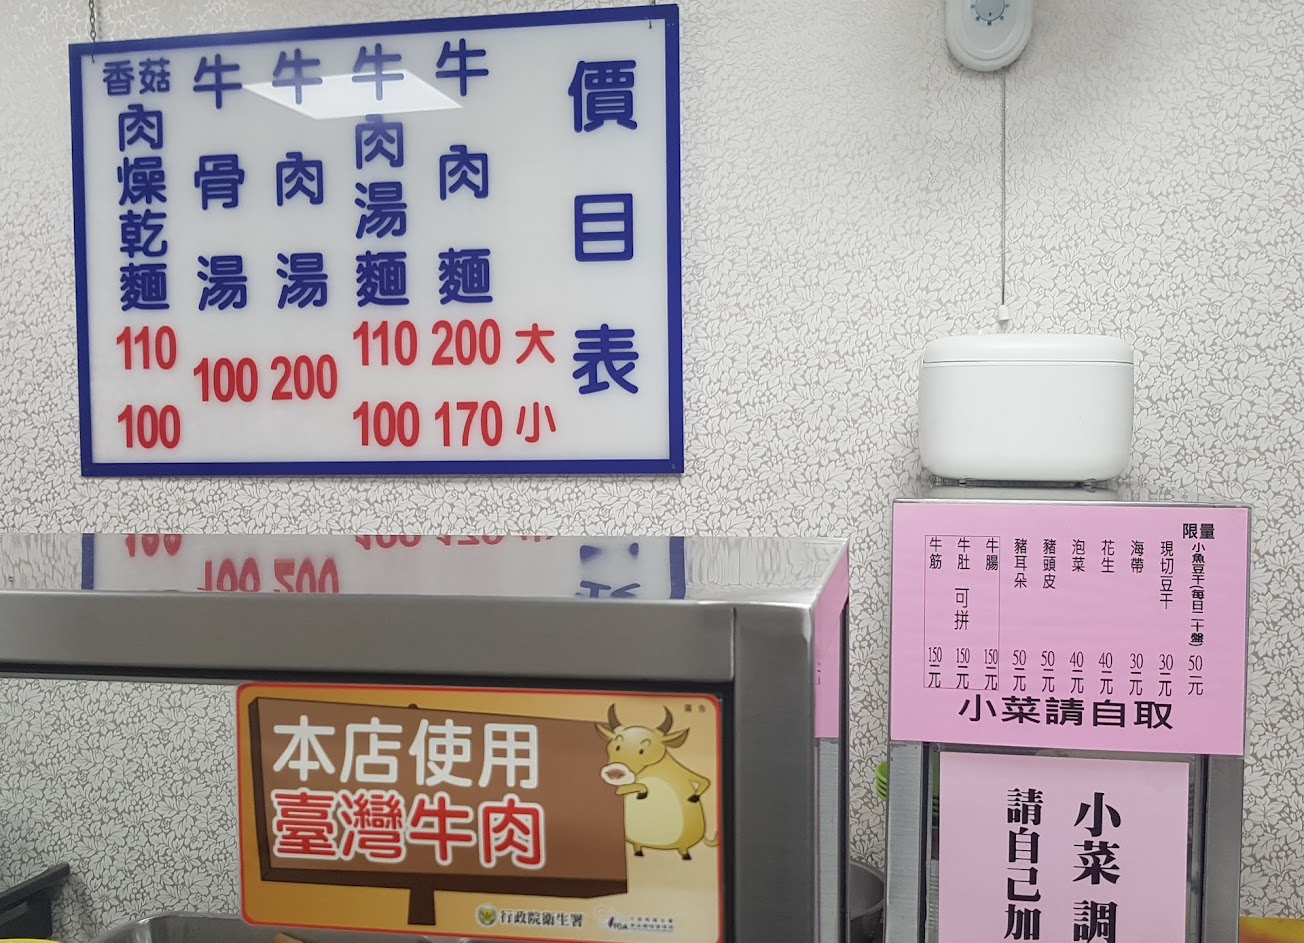 價目表
大 小
牛肉麵 200 170
牛肉湯麵 110 100
牛肉湯 200
牛骨湯 100
香菇肉燥乾麵 110 100
限量小魚豆干(每日二十盤) 50元
現切豆干 30元
海帶 30元
花生 40元
泡菜 40元
豬頭皮 50元
豬耳朵 50元
牛腸 150元
牛肚 可拼 150元
牛筋 150元
小菜請自取
小菜調
請自己加
廣告
本店使用
臺灣牛肉
行政院衛生署